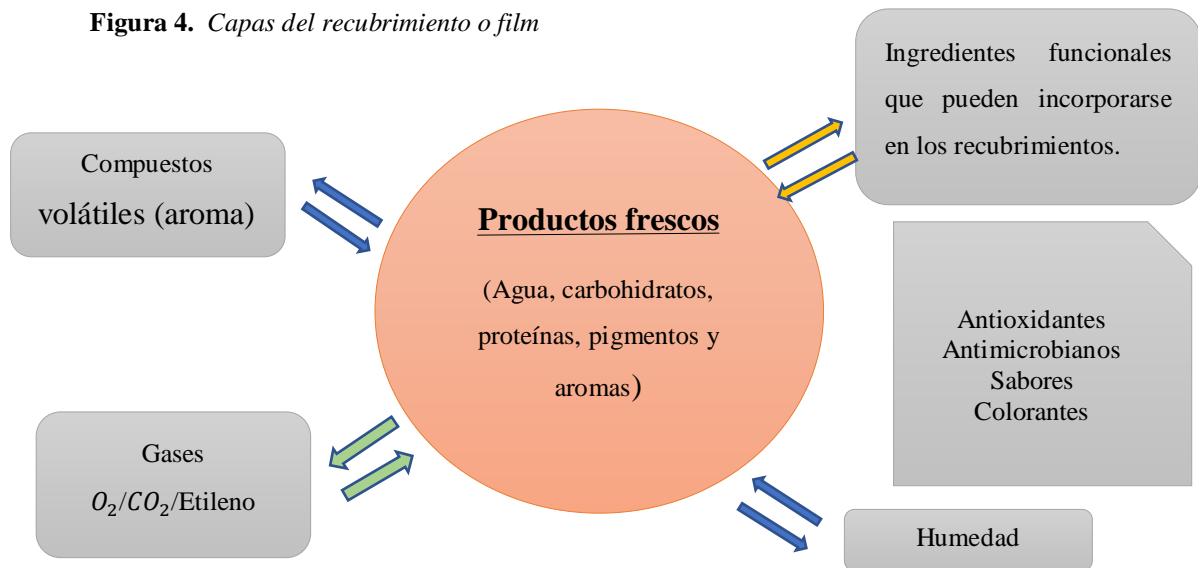 Figura 4. Capas del recubrimiento o film
Ingredientes funcionales
que pueden incorporarse
en los recubrimientos.
Compuestos
volátiles (aroma)
Productos frescos
(Agua, carbohidratos,
proteínas, pigmentos y
aromas)
Antioxidantes
Antimicrobianos
Sabores
Colorantes
Gases
𝑂₂/𝐶𝑂₂/Etileno
Humedad